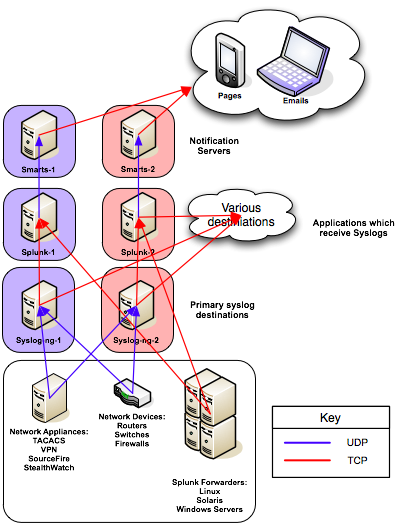 Pages
Emails
Smarts-1
Smarts-2
Notification
Servers
Various
destiniations
Splunk-1
Splunk-2
Applications which
receive Syslogs
Syslog-ng-1
Syslog-ng-2
Primary syslog
destinations
Network Appliances:
TACACS
VPN
SourceFire
StealthWatch
Network Devices:
Routers
Switches
Firewalls
Splunk Forwarders:
Linux
Solaris
Windows Servers
Key
UDP
TCP